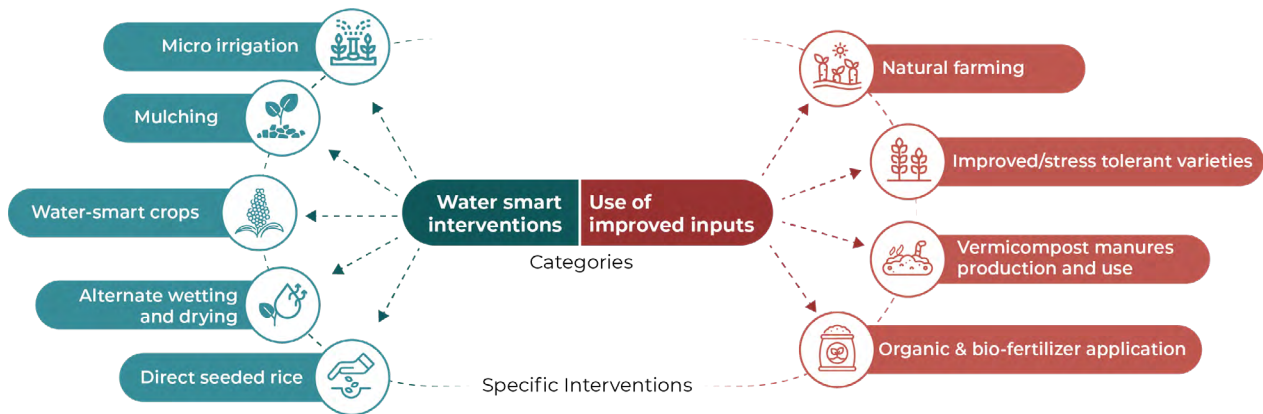 Micro irrigation
Mulching
Water-smart crops
Alternate wetting
and drying
Direct seeded rice
Water smart
interventions
Use of
improved inputs
Categories
Specific Interventions
Natural farming
Improved/stress tolerant varieties
Vermicompost manures
production and use
Organic & bio-fertilizer application